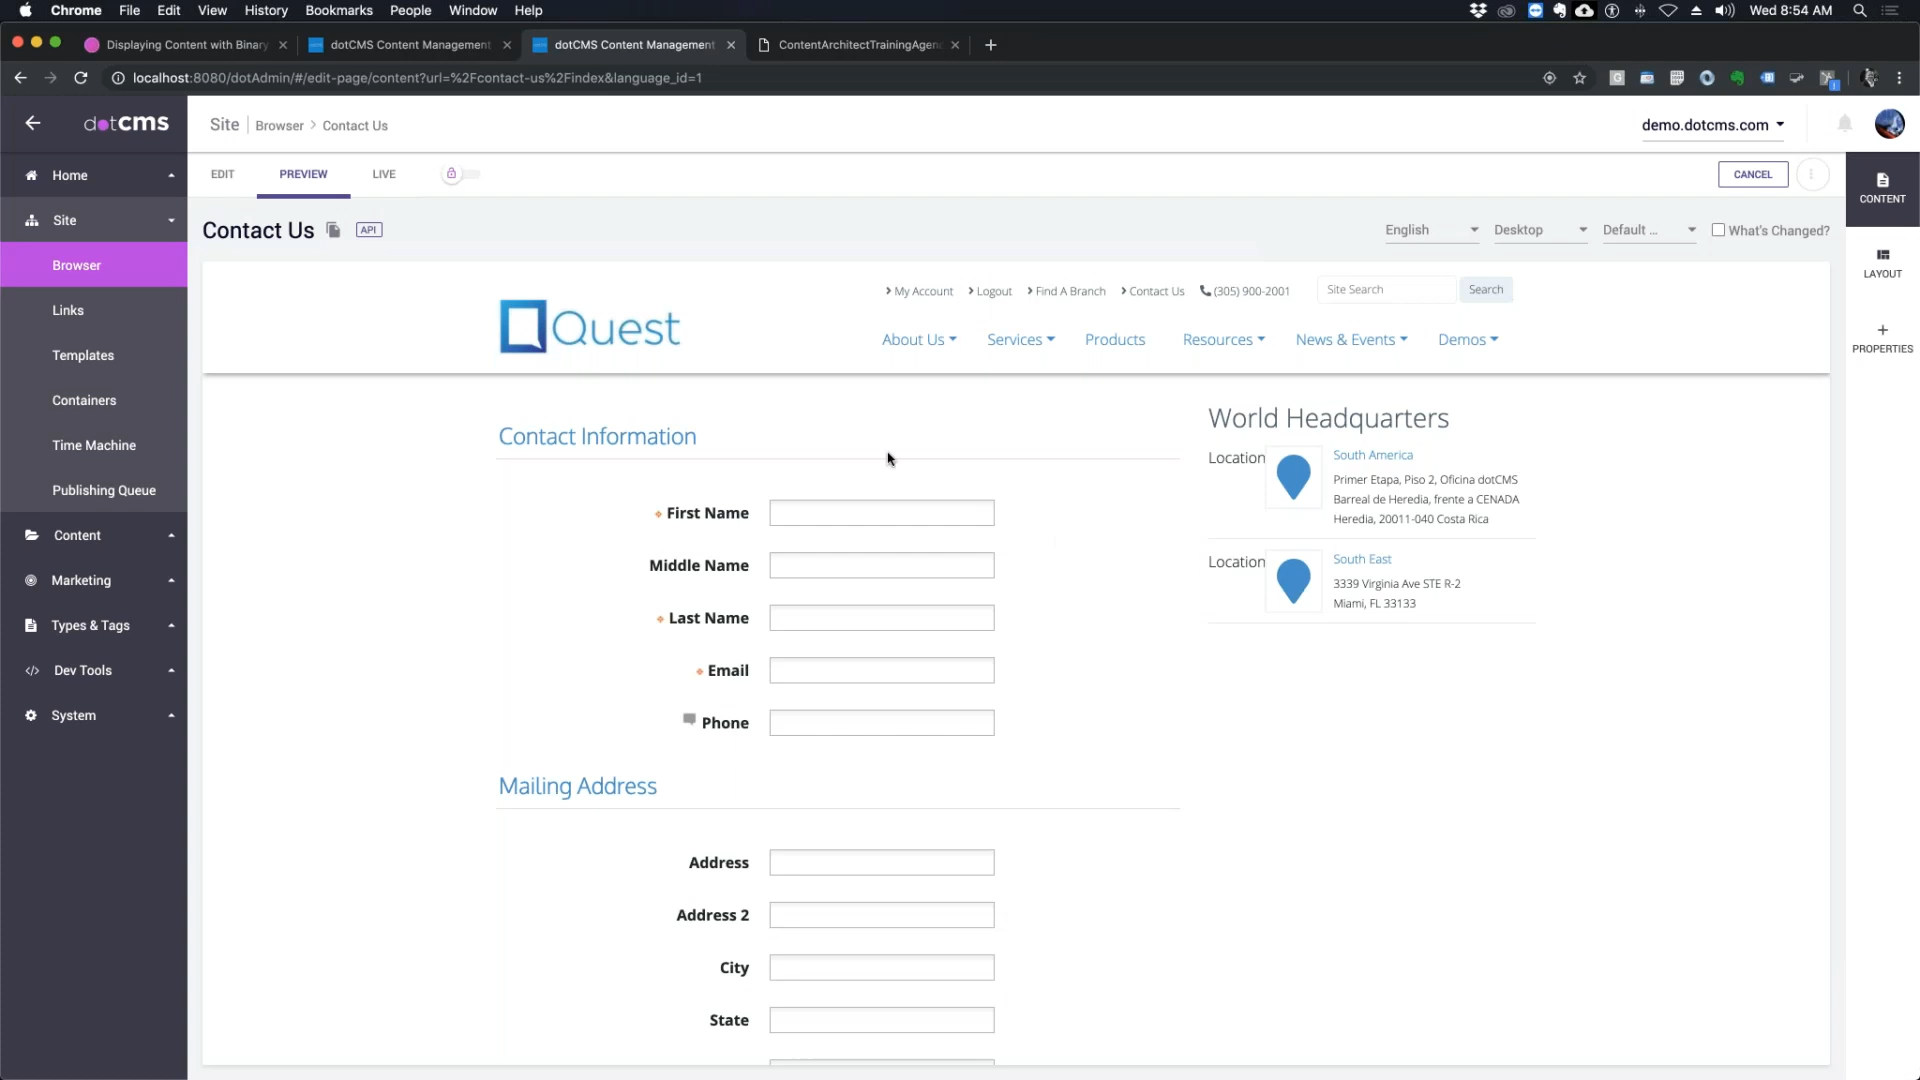 Chrome File Edit View History Bookmarks People Window Help
Wed 8:54 AM
Displaying Content with Binary
dotCMS Content Management
dotCMS Content Management
ContentArchitectTrainingAgen
localhost:8080/dotAdmin/#/edit-page/content?url=%2Fcontact-us%2Findex&language_id=1
dotCMS
Site
Browser > Contact Us
demo.dotcms.com
Home
Site
Browser
Links
Templates
Containers
Time Machine
Publishing Queue
Content
Marketing
Types & Tags
Dev Tools
System
EDIT
PREVIEW
LIVE
CANCEL
CONTENT
LAYOUT
PROPERTIES
Contact Us
API
English
Desktop
Default ...
What's Changed?
Quest
My Account
Logout
Find A Branch
Contact Us
(305) 900-2001
Site Search
Search
About Us
Services
Products
Resources
News & Events
Demos
Contact Information
First Name
Middle Name
Last Name
Email
Phone
Mailing Address
Address
Address 2
City
State
World Headquarters
Location
South America
Primer Etapa, Piso 2, Oficina dotCMS
Barreal de Heredia, frente a CENADA
Heredia, 20011-040 Costa Rica
Location
South East
3339 Virginia Ave STE R-2
Miami, FL 33133